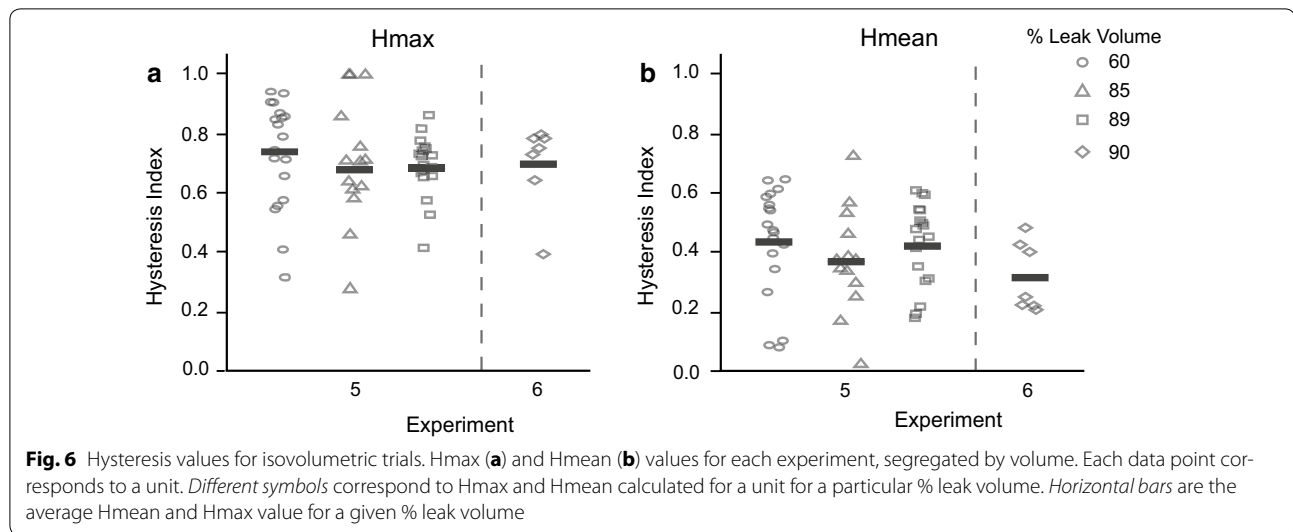 Hmax
a
1.0
0.8
0.6
0.4
0.2
0.0
Hysteresis Index
5
6
Experiment
Hmean
b
1.0
0.8
0.6
0.4
0.2
0.0
Hysteresis Index
5
6
Experiment
% Leak Volume
60
85
89
90
Fig. 6 Hysteresis values for isovolumetric trials. Hmax (a) and Hmean (b) values for each experiment, segregated by volume. Each data point cor-
responds to a unit. Different symbols correspond to Hmax and Hmean calculated for a unit for a particular % leak volume. Horizontal bars are the
average Hmean and Hmax value for a given % leak volume